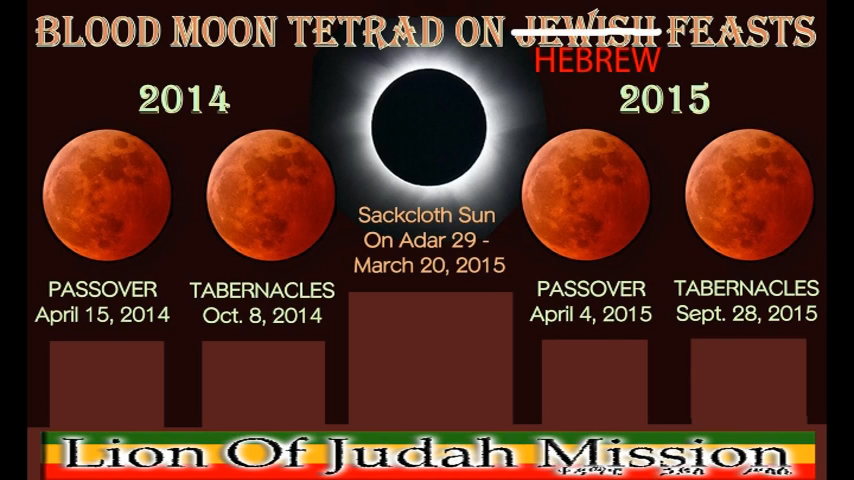 BLOOD MOON TETRAD ON JEWISH FEASTS
HEBREW
2014
2015
Sackcloth Sun
On Adar 29 -
March 20, 2015
PASSOVER
April 15, 2014
TABERNACLES
Oct. 8, 2014
PASSOVER
April 4, 2015
TABERNACLES
Sept. 28, 2015
Lion Of Judah Mission